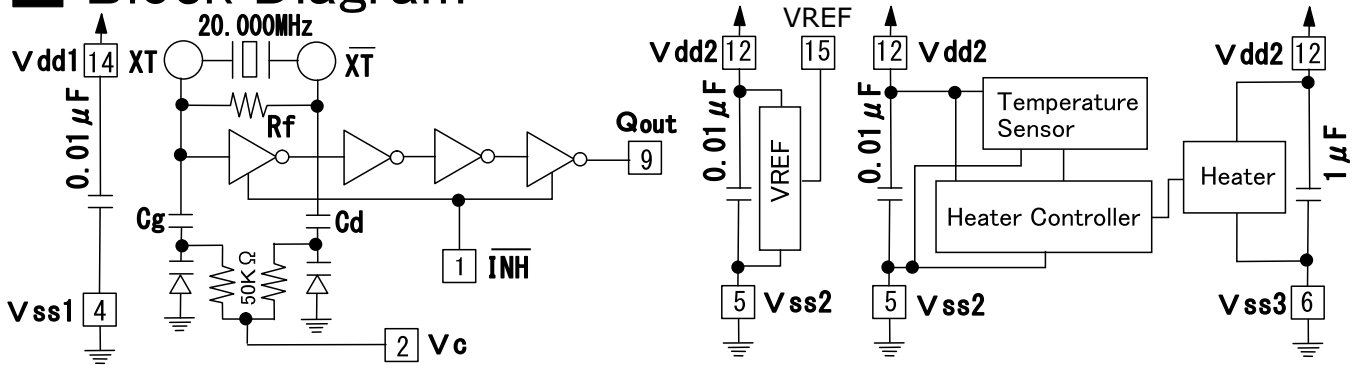 Block Diagram
20.000MHz
Vdd1 14 XT X̅T̅
0.01μF
Rf
Qout
9
Cg
Cd
50KΩ
1 I̅N̅H̅
Vss1 4
2 Vc
VREF
Vdd2 12 15
0.01μF
VREF
5 Vss2
12 Vdd2
0.01μF
Temperature
Sensor
Heater Controller
5 Vss2
Vdd2 12
Heater
1μF
Vss3 6